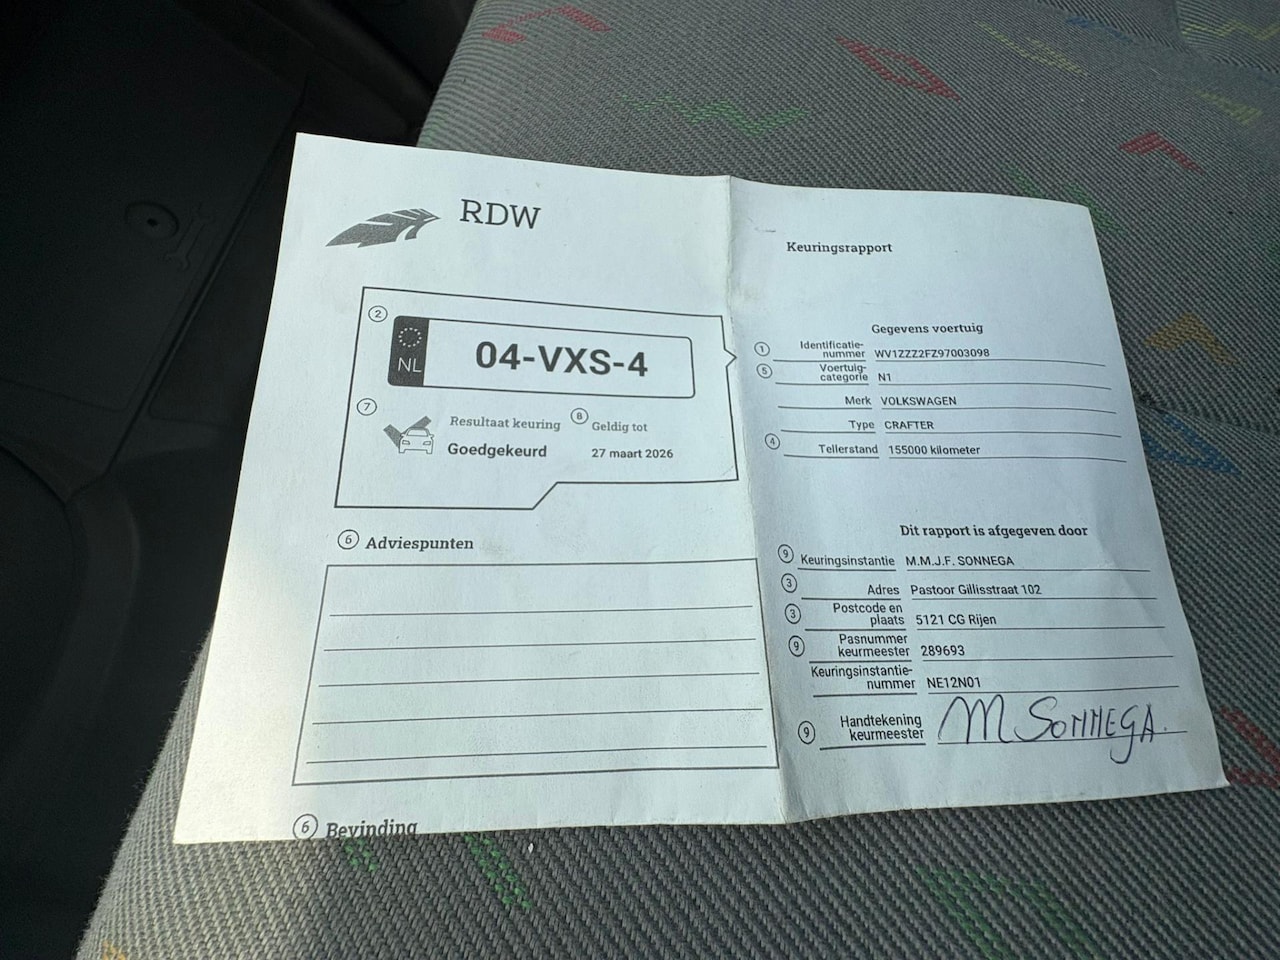 RDW
2
NL
04-VXS-4
7
Resultaat keuring
Goedgekeurd
8
Geldig tot
27 maart 2026
6 Adviespunten
6 Bevinding
Keuringsrapport
Gegevens voertuig
1 Identificatie-
nummer WV1ZZZ2FZ97003098
5 Voertuig-
categorie N1
Merk VOLKSWAGEN
Type CRAFTER
4 Tellerstand 155000 kilometer
Dit rapport is afgegeven door
9 Keuringsinstantie M.M.J.F. SONNEGA
3 Adres Pastoor Gillisstraat 102
3 Postcode en
plaats 5121 CG Rijen
9 Pasnummer
keurmeester 289693
Keuringsinstantie-
nummer NE12N01
9 Handtekening
keurmeester M SONNEGA.